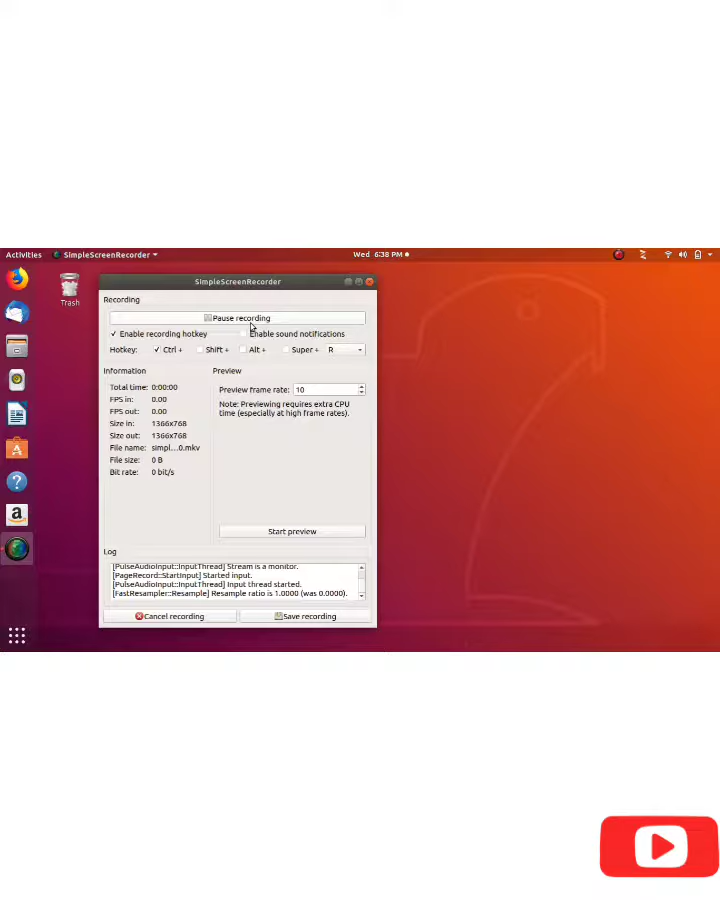 Activities
SimpleScreenRecorder
Wed 6:38 PM
Trash
SimpleScreenRecorder
Recording
Pause recording
Enable recording hotkey
Enable sound notifications
Hotkey: Ctrl + Shift + Alt + Super + R
Information
Total time: 0:00:00
FPS in: 0.00
FPS out: 0.00
Size in: 1366x768
Size out: 1366x768
File name: simpl...0.mkv
File size: 0 B
Bit rate: 0 bit/s
Preview
Preview frame rate: 10
Note: Previewing requires extra CPU
time (especially at high frame rates).
Start preview
Log
[PulseAudioInput::InputThread] Stream is a monitor.
[PageRecord::StartInput] Started input.
[PulseAudioInput::InputThread] Input thread started.
[FastResampler::Resample] Resample ratio is 1.0000 (was 0.0000).
Cancel recording
Save recording